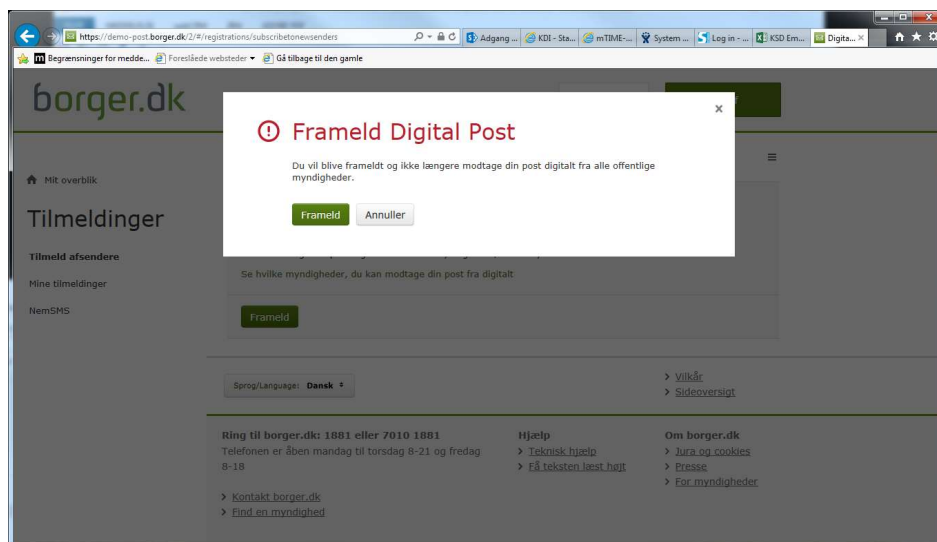 https://demo-post.borger.dk/2/#/registrations/subscribetonewsenders
Adgang ...
KDI - Sta...
mTIME-...
System ...
Log in - ...
KSD Em...
Digita...
Begrænsninger for medde...
Foreslåede websteder
Gå tilbage til den gamle
borger.dk
Frameld Digital Post
Du vil blive frameldt og ikke længere modtage din post digitalt fra alle offentlige
myndigheder.
Frameld
Annuller
Mit overblik
Tilmeldinger
Tilmeld afsendere
Mine tilmeldinger
NemSMS
Se hvilke myndigheder, du kan modtage din post fra digitalt
Frameld
Sprog/Language: Dansk
> Vilkår
> Sideoversigt
Ring til borger.dk: 1881 eller 7010 1881
Telefonen er åben mandag til torsdag 8-21 og fredag
8-18
> Kontakt borger.dk
> Find en myndighed
Hjælp
> Teknisk hjælp
> Få teksten læst højt
Om borger.dk
> Jura og cookies
> Presse
> For myndigheder